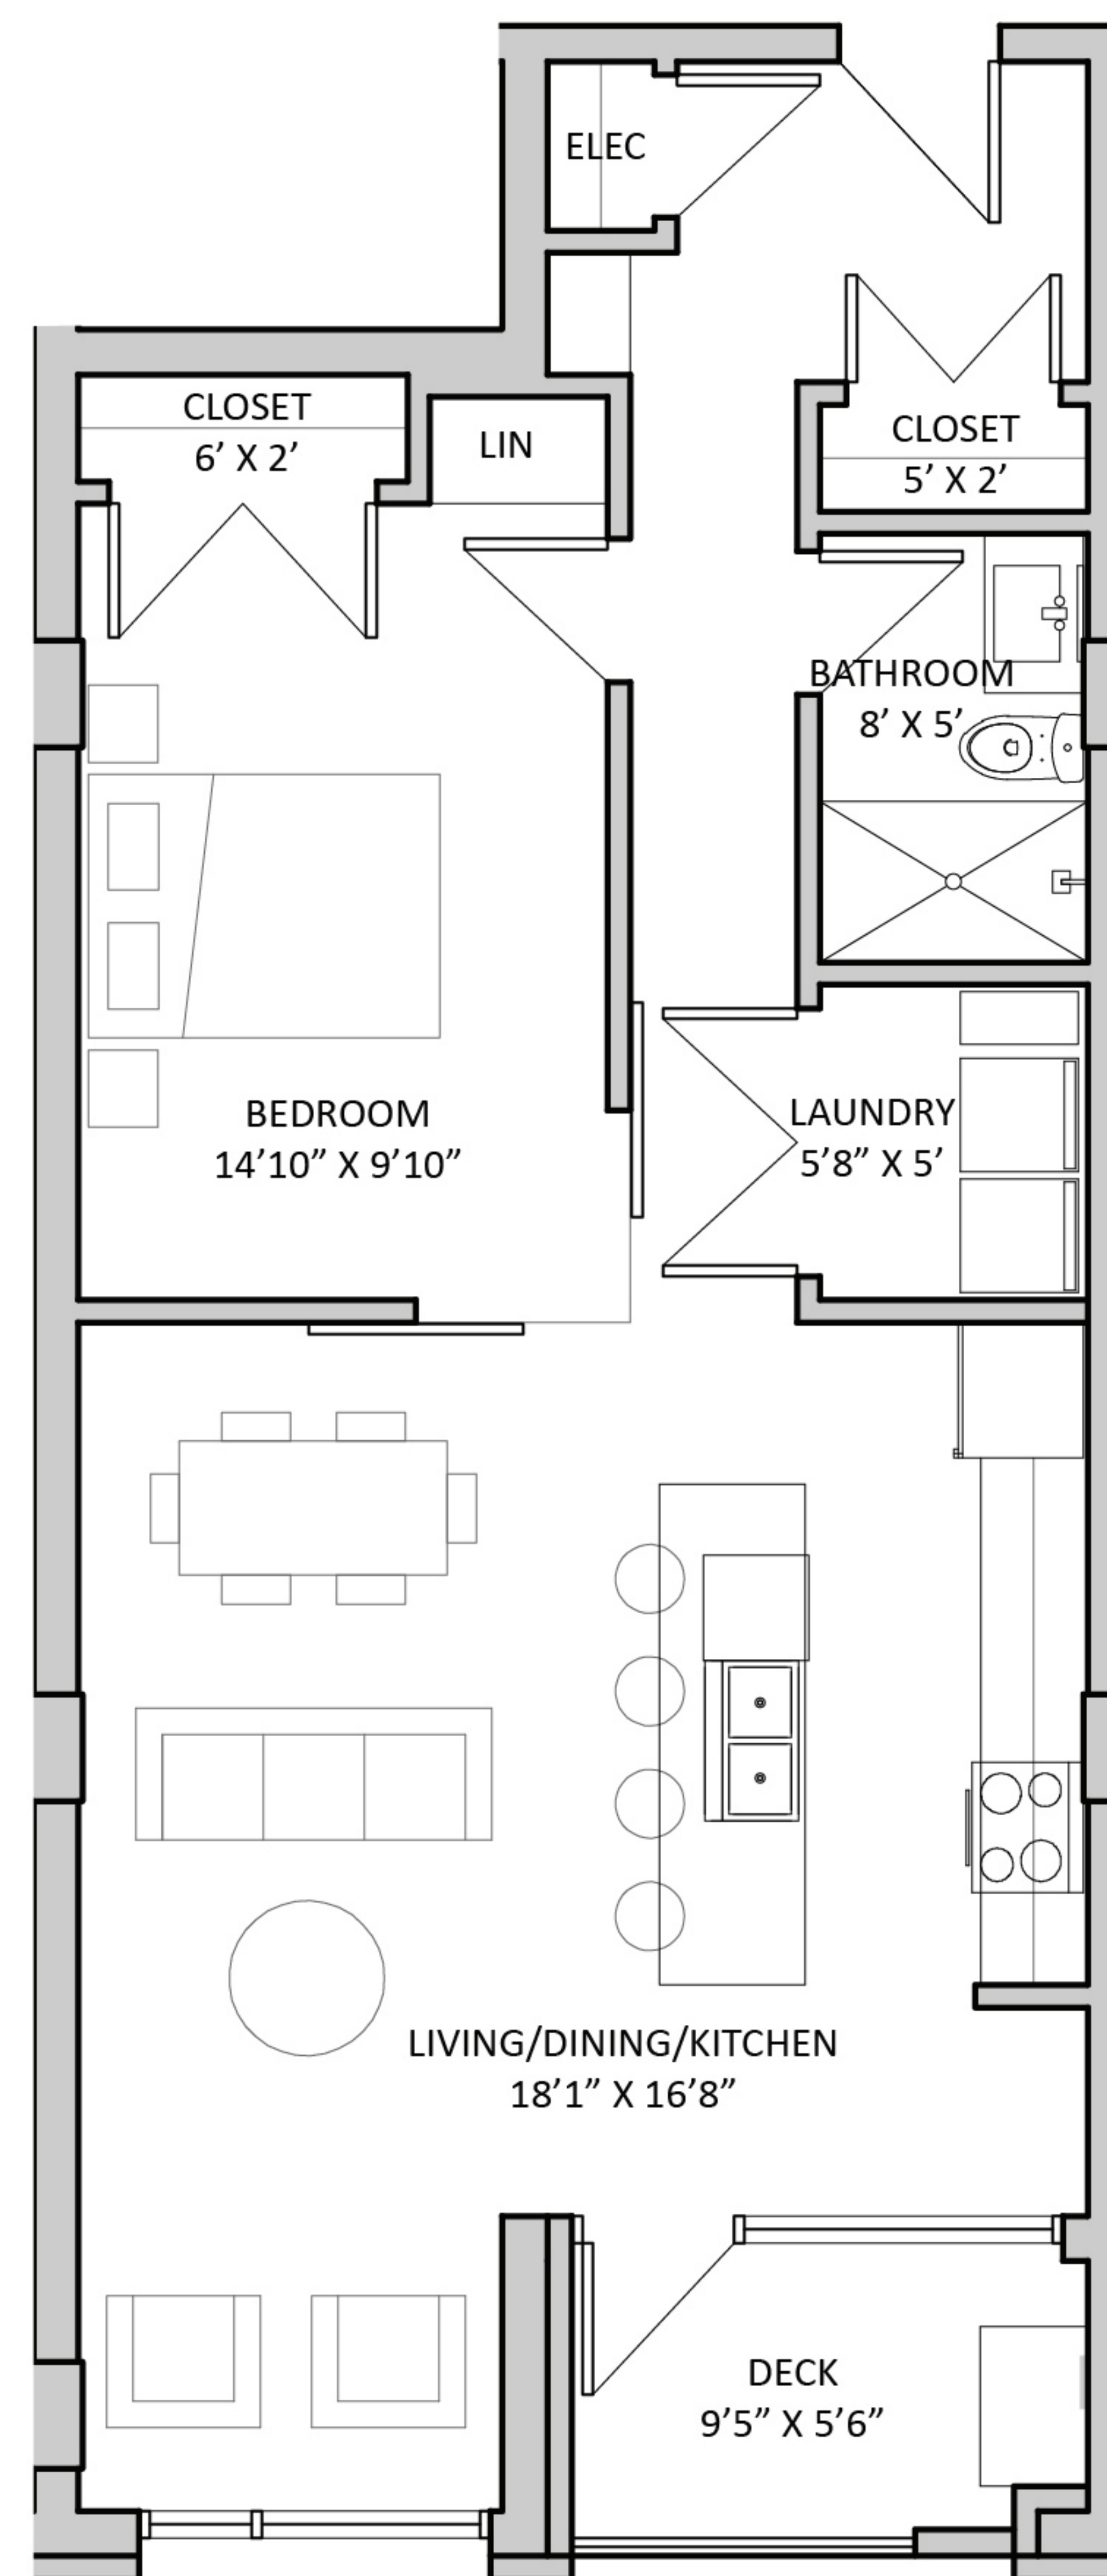 ELEC
CLOSET
6’ X 2’
LIN
CLOSET
5’ X 2’
BATHROOM
8’ X 5’
BEDROOM
14’10” X 9’10”
LAUNDRY
5’8” X 5’
LIVING/DINING/KITCHEN
18’1” X 16’8”
DECK
9’5” X 5’6”